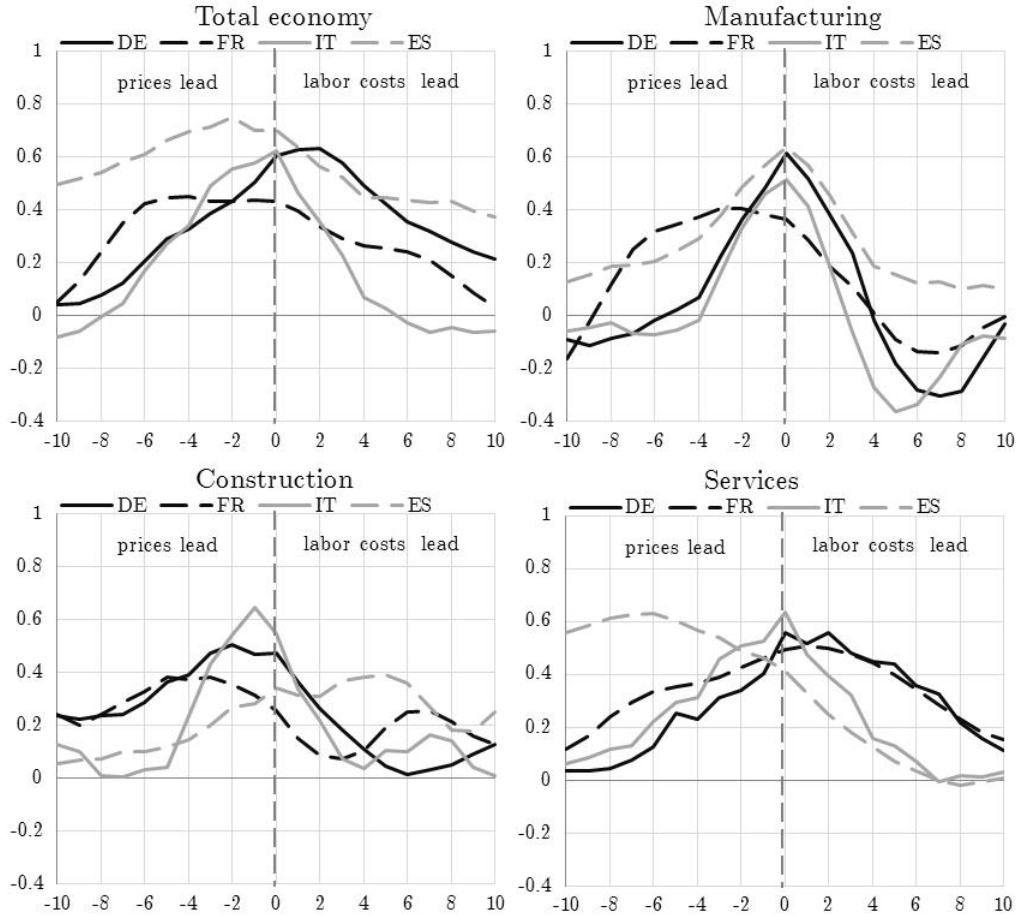 Total economy
DE FR IT ES
prices lead labor costs lead
1
0.8
0.6
0.4
0.2
0
-0.2
-0.4
-10 -8 -6 -4 -2 0 2 4 6 8 10
Manufacturing
DE FR IT ES
prices lead labor costs lead
1
0.8
0.6
0.4
0.2
0
-0.2
-0.4
-10 -8 -6 -4 -2 0 2 4 6 8 10
Construction
DE FR IT ES
prices lead labor costs lead
1
0.8
0.6
0.4
0.2
0
-0.2
-0.4
-10 -8 -6 -4 -2 0 2 4 6 8 10
Services
DE FR IT ES
prices lead labor costs lead
1
0.8
0.6
0.4
0.2
0
-0.2
-0.4
-10 -8 -6 -4 -2 0 2 4 6 8 10